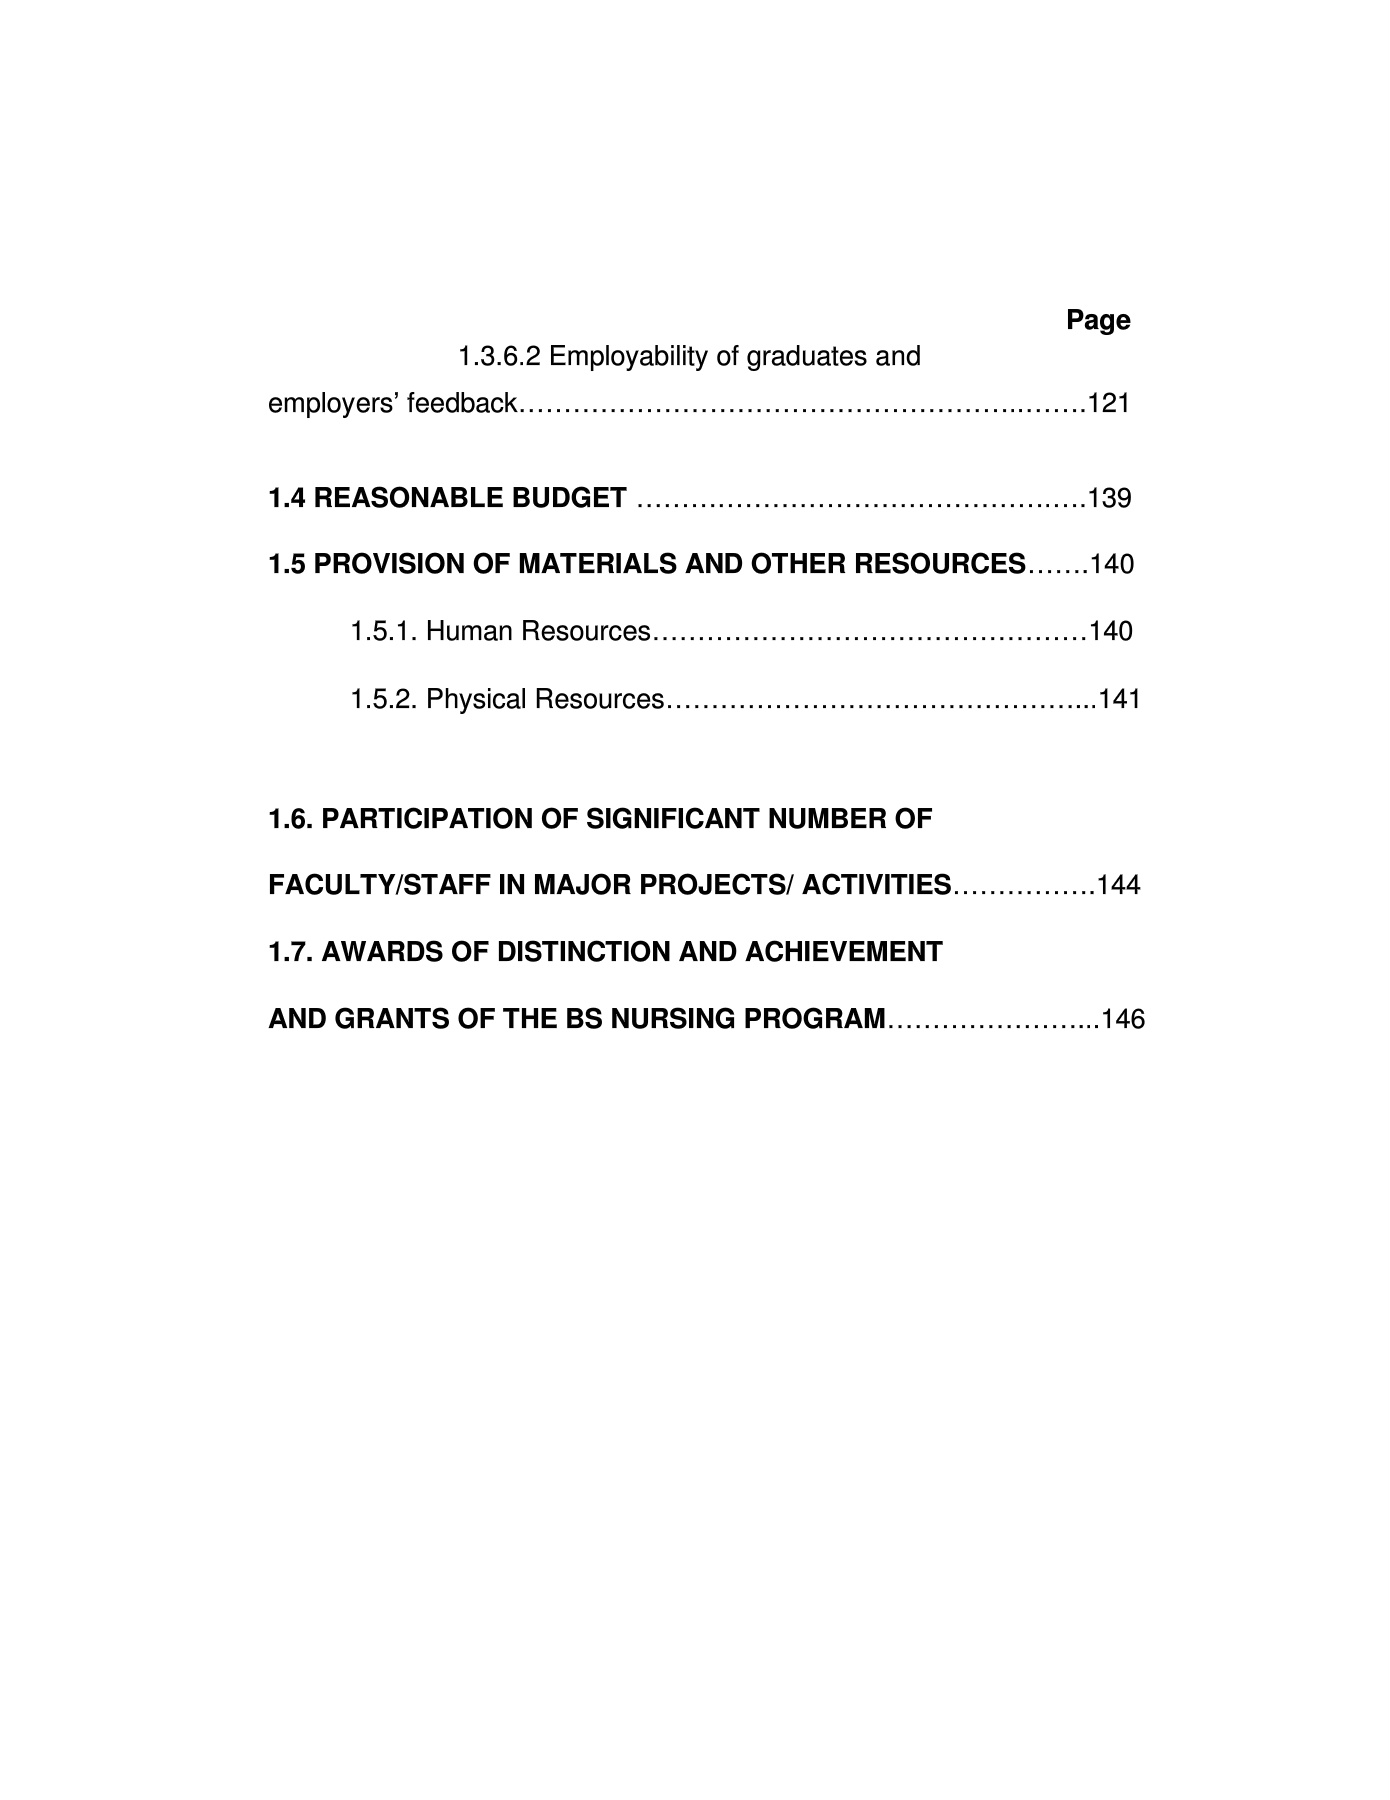 Page
1.3.6.2 Employability of graduates and
employers’ feedback………………………………………………..…….121
1.4 REASONABLE BUDGET ……………………………………….….139
1.5 PROVISION OF MATERIALS AND OTHER RESOURCES…….140
1.5.1. Human Resources…………………………………………140
1.5.2. Physical Resources………………………………………...141
1.6. PARTICIPATION OF SIGNIFICANT NUMBER OF
FACULTY/STAFF IN MAJOR PROJECTS/ ACTIVITIES…………….144
1.7. AWARDS OF DISTINCTION AND ACHIEVEMENT
AND GRANTS OF THE BS NURSING PROGRAM…………………...146